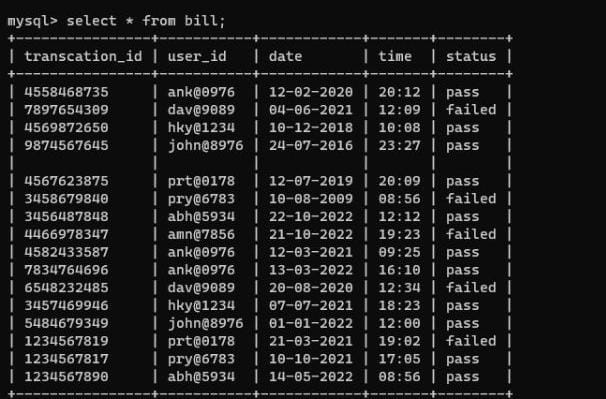 mysql> select * from bill;
+----------------+-----------+------------+-------+--------+
| transcation_id | user_id | date | time | status |
+----------------+-----------+------------+-------+--------+
| 4558468735 | ank@0976 | 12-02-2020 | 20:12 | pass |
| 7897654309 | dav@9089 | 04-06-2021 | 12:09 | failed |
| 4569872650 | hky@1234 | 10-12-2018 | 10:08 | pass |
| 9874567645 | john@8976 | 24-07-2016 | 23:27 | pass |
| | | | | |
| 4567623875 | prt@0178 | 12-07-2019 | 20:09 | pass |
| 3458679840 | pry@6783 | 10-08-2009 | 08:56 | failed |
| 3456487848 | abh@5934 | 22-10-2022 | 12:12 | pass |
| 4466978347 | amn@7856 | 21-10-2022 | 19:23 | failed |
| 4582433587 | ank@0976 | 12-03-2021 | 09:25 | pass |
| 7834764696 | ank@0976 | 13-03-2022 | 16:10 | pass |
| 6548232485 | dav@9089 | 20-08-2020 | 12:34 | failed |
| 3457469946 | hky@1234 | 07-07-2021 | 18:23 | pass |
| 5484679349 | john@8976 | 01-01-2022 | 12:00 | pass |
| 1234567819 | prt@0178 | 21-03-2021 | 19:02 | failed |
| 1234567817 | pry@6783 | 10-10-2021 | 17:05 | pass |
| 1234567890 | abh@5934 | 14-05-2022 | 08:56 | pass |
+----------------+-----------+------------+-------+--------+